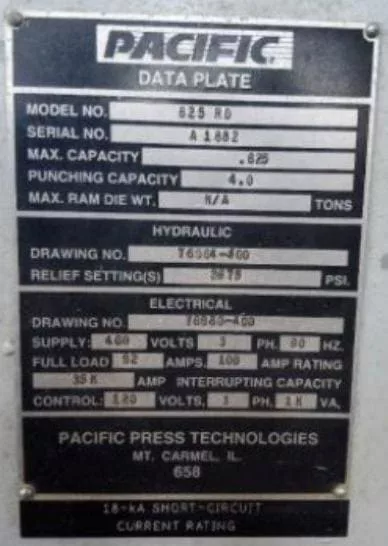 PACIFIC
DATA PLATE
MODEL NO. 625 RD
SERIAL NO. A 1882
MAX. CAPACITY .625
PUNCHING CAPACITY 4.0
MAX. RAM DIE WT. N/A TONS
HYDRAULIC
DRAWING NO.
RELIEF SETTING(S) PSI.
ELECTRICAL
DRAWING NO.
SUPPLY: 460 VOLTS 3 PH. 60 HZ.
FULL LOAD 52 AMPS. 100 AMP RATING
35 K AMP INTERRUPTING CAPACITY
CONTROL: 120 VOLTS, 1 PH. 1K VA,
PACIFIC PRESS TECHNOLOGIES
MT. CARMEL, IL.
658
18-kA SHORT-CIRCUIT
CURRENT RATING